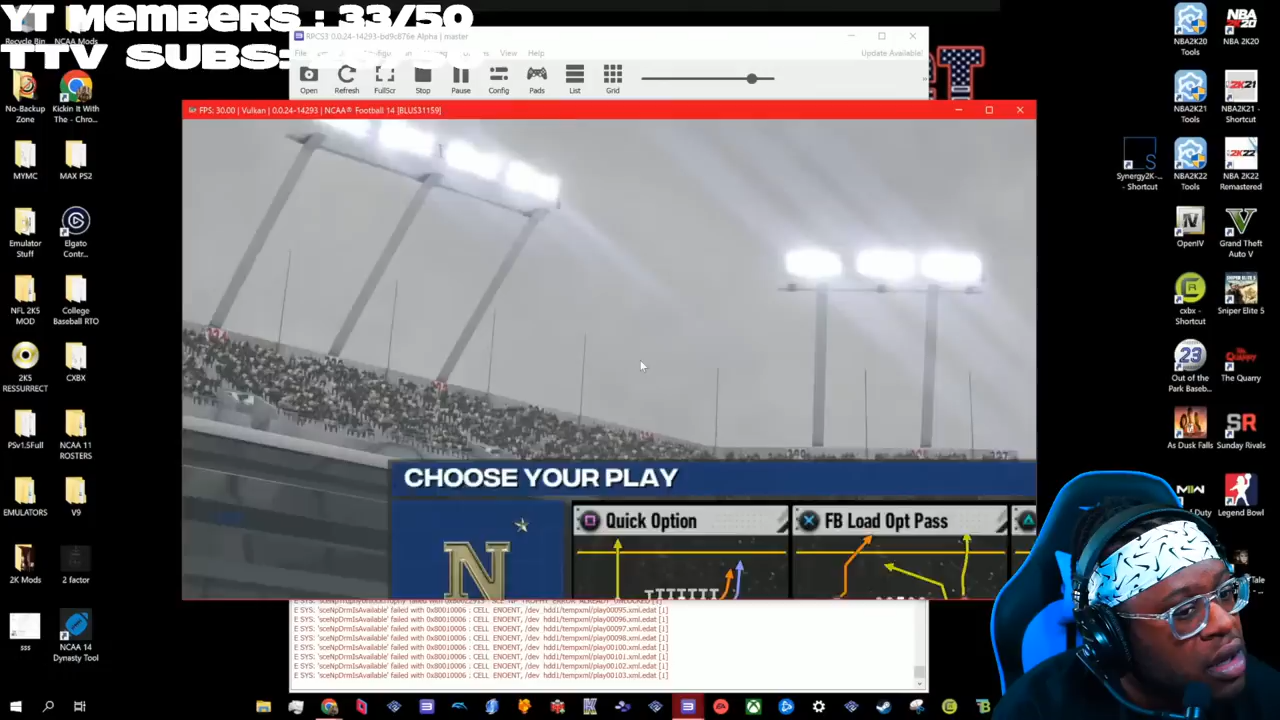 YT Members : 33/50
TTV SUBS:
RPCS3 0.0.24-14293-bd9c876e Alpha | master
File
View
Help
Update Available!
Open
Refresh
FullScr
Stop
Pause
Config
Pads
List
Grid
FPS: 30.00 | Vulkan | 0.0.24-14293 | NCAA® Football 14 [BLUS31159]
CHOOSE YOUR PLAY
Quick Option
FB Load Opt Pass
N
E SYS: 'sceNpDrmIsAvailable' failed with 0x80010006 : CELL_ENOENT, /dev_hdd1/tempxml/play00095.xml.edat [1]
E SYS: 'sceNpDrmIsAvailable' failed with 0x80010006 : CELL_ENOENT, /dev_hdd1/tempxml/play00096.xml.edat [1]
E SYS: 'sceNpDrmIsAvailable' failed with 0x80010006 : CELL_ENOENT, /dev_hdd1/tempxml/play00097.xml.edat [1]
E SYS: 'sceNpDrmIsAvailable' failed with 0x80010006 : CELL_ENOENT, /dev_hdd1/tempxml/play00098.xml.edat [1]
E SYS: 'sceNpDrmIsAvailable' failed with 0x80010006 : CELL_ENOENT, /dev_hdd1/tempxml/play00100.xml.edat [1]
E SYS: 'sceNpDrmIsAvailable' failed with 0x80010006 : CELL_ENOENT, /dev_hdd1/tempxml/play00101.xml.edat [1]
E SYS: 'sceNpDrmIsAvailable' failed with 0x80010006 : CELL_ENOENT, /dev_hdd1/tempxml/play00102.xml.edat [1]
E SYS: 'sceNpDrmIsAvailable' failed with 0x80010006 : CELL_ENOENT, /dev_hdd1/tempxml/play00103.xml.edat [1]
Recycle Bin
NCAA Mods
No-Backup
Zone
Kickin It With
The - Chro...
MYMC
MAX PS2
Emulator
Stuff
Elgato
Contr...
NFL 2K5
MOD
College
Baseball RTO
2K5
RESSURRECT
CXBX
PSv1.5Full
NCAA 11
ROSTERS
EMULATORS
V9
2K Mods
2 factor
sss
NCAA 14
Dynasty Tool
NBA2K20
Tools
NBA 2K20
NBA2K21
Tools
NBA2K21 -
Shortcut
Synergy2K-...
- Shortcut
NBA2K22
Tools
NBA 2K22
Remastered
OpenIV
Grand Theft
Auto V
cxbx -
Shortcut
Sniper Elite 5
23
Out of the
Park Baseb...
The Quarry
As Dusk Falls
SR
Sunday Rivals
Duty
Legend Bowl
Tale